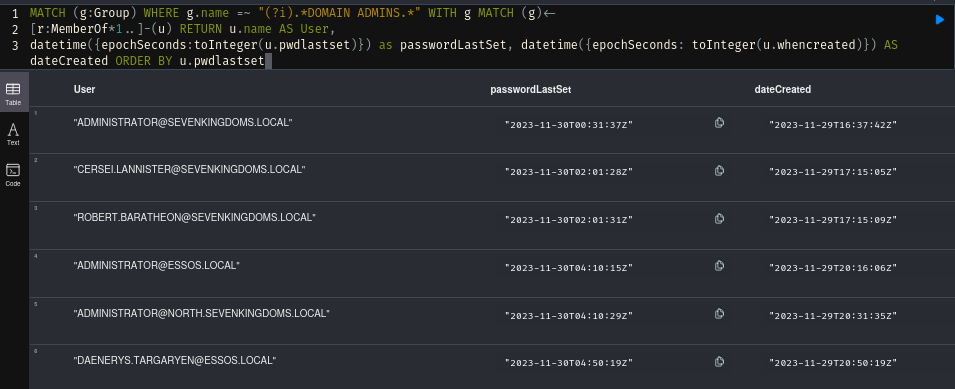 1 MATCH (g:Group) WHERE g.name =~ "(?i).*DOMAIN ADMINS.*" WITH g MATCH (g)<-
2 [r:MemberOf*1..]-(u) RETURN u.name AS User,
3 datetime({epochSeconds:toInteger(u.pwdlastset)}) as passwordLastSet, datetime({epochSeconds: toInteger(u.whencreated)}) AS
dateCreated ORDER BY u.pwdlastset
Table
Text
Code
User passwordLastSet dateCreated
1 "ADMINISTRATOR@SEVENKINGDOMS.LOCAL" "2023-11-30T00:31:37Z" "2023-11-29T16:37:42Z"
2 "CERSEI.LANNISTER@SEVENKINGDOMS.LOCAL" "2023-11-30T02:01:28Z" "2023-11-29T17:15:05Z"
3 "ROBERT.BARATHEON@SEVENKINGDOMS.LOCAL" "2023-11-30T02:01:31Z" "2023-11-29T17:15:09Z"
4 "ADMINISTRATOR@ESSOS.LOCAL" "2023-11-30T04:10:15Z" "2023-11-29T20:16:06Z"
5 "ADMINISTRATOR@NORTH.SEVENKINGDOMS.LOCAL" "2023-11-30T04:10:29Z" "2023-11-29T20:31:35Z"
6 "DAENERYS.TARGARYEN@ESSOS.LOCAL" "2023-11-30T04:50:19Z" "2023-11-29T20:50:19Z"